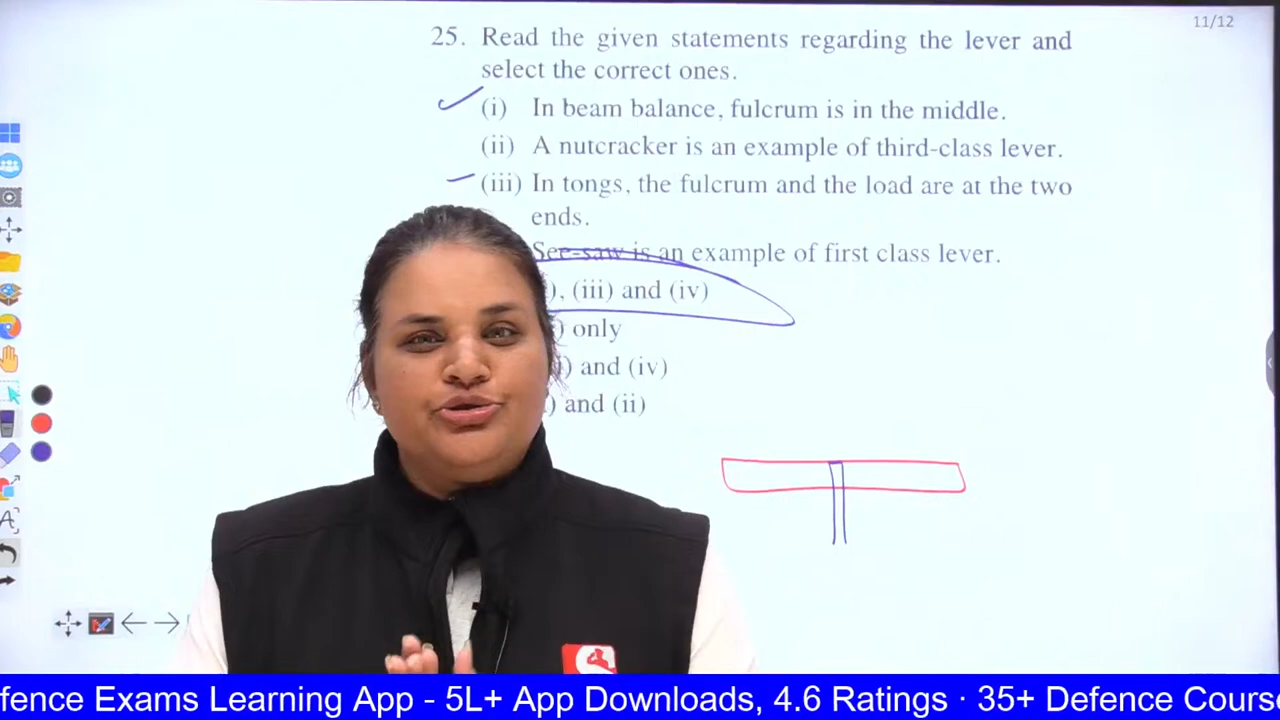 11/12
25. Read the given statements regarding the lever and
select the correct ones.
(i) In beam balance, fulcrum is in the middle.
(ii) A nutcracker is an example of third-class lever.
(iii) In tongs, the fulcrum and the load are at the two
ends.
See-saw is an example of first class lever.
), (iii) and (iv)
) only
) and (iv)
) and (ii)
fence Exams Learning App - 5L+ App Downloads, 4.6 Ratings · 35+ Defence Cours